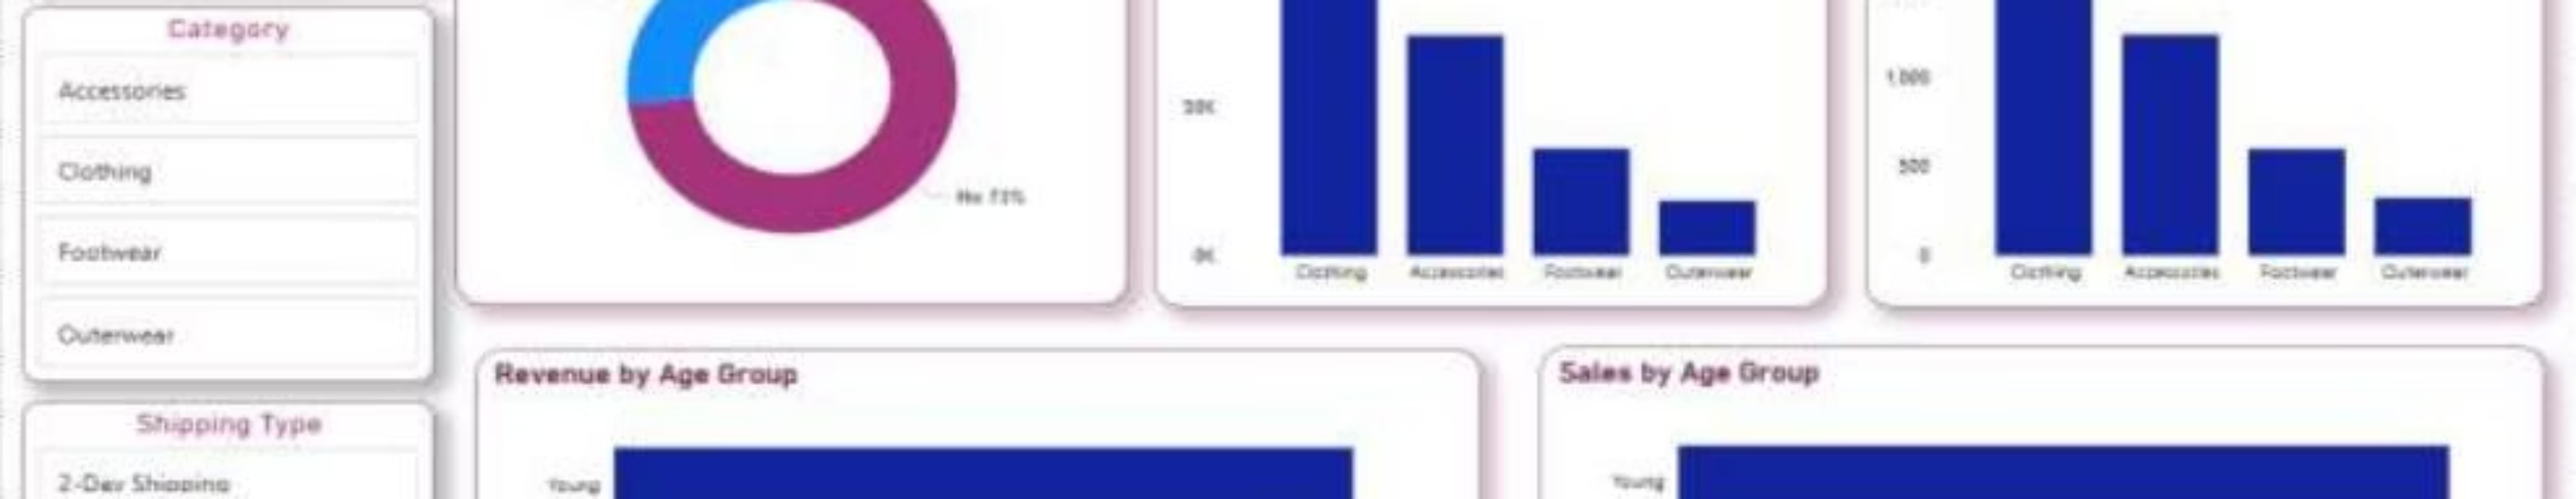 Category
Accessories
Clothing
Footwear
Outerwear
Shipping Type
2-Day Shipping
No 73%
0K
Clothing
Accessories
Footwear
Outerwear
1,000
500
0
Clothing
Accessories
Footwear
Outerwear
Revenue by Age Group
Young
Sales by Age Group
Young